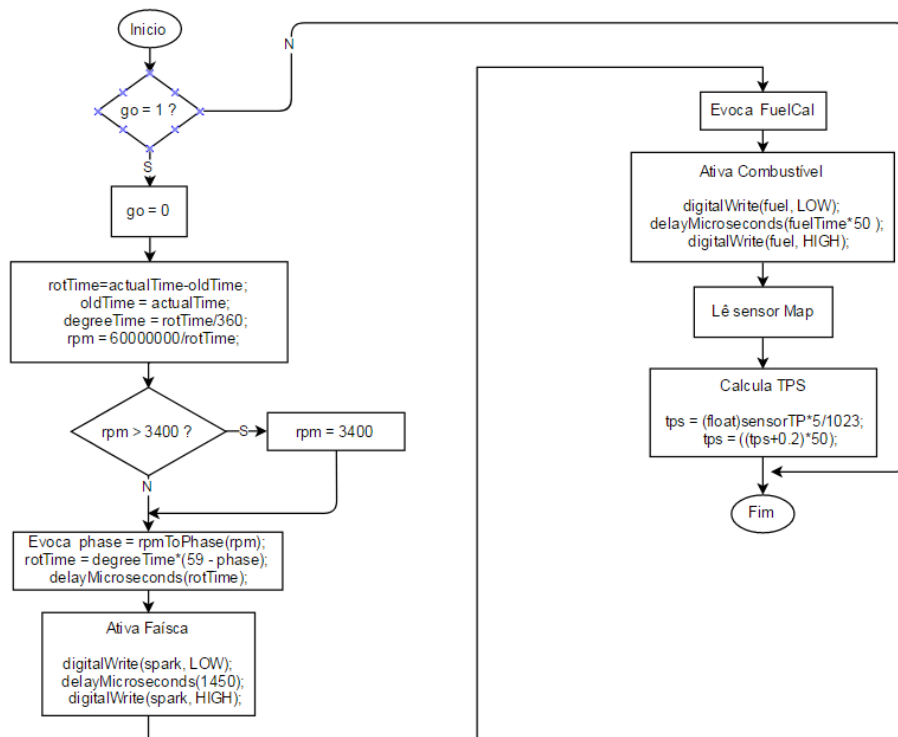 Inicio
N
go = 1 ?
S
go = 0
rotTime=actualTime-oldTime;
oldTime = actualTime;
degreeTime = rotTime/360;
rpm = 60000000/rotTime;
rpm > 3400 ?
S
rpm = 3400
N
Evoca phase = rpmToPhase(rpm);
rotTime = degreeTime*(59 - phase);
delayMicroseconds(rotTime);
Ativa Faísca
digitalWrite(spark, LOW);
delayMicroseconds(1450);
digitalWrite(spark, HIGH);
Evoca FuelCal
Ativa Combustível
digitalWrite(fuel, LOW);
delayMicroseconds(fuelTime*50 );
digitalWrite(fuel, HIGH);
Lê sensor Map
Calcula TPS
tps = (float)sensorTP*5/1023;
tps = ((tps+0.2)*50);
Fim